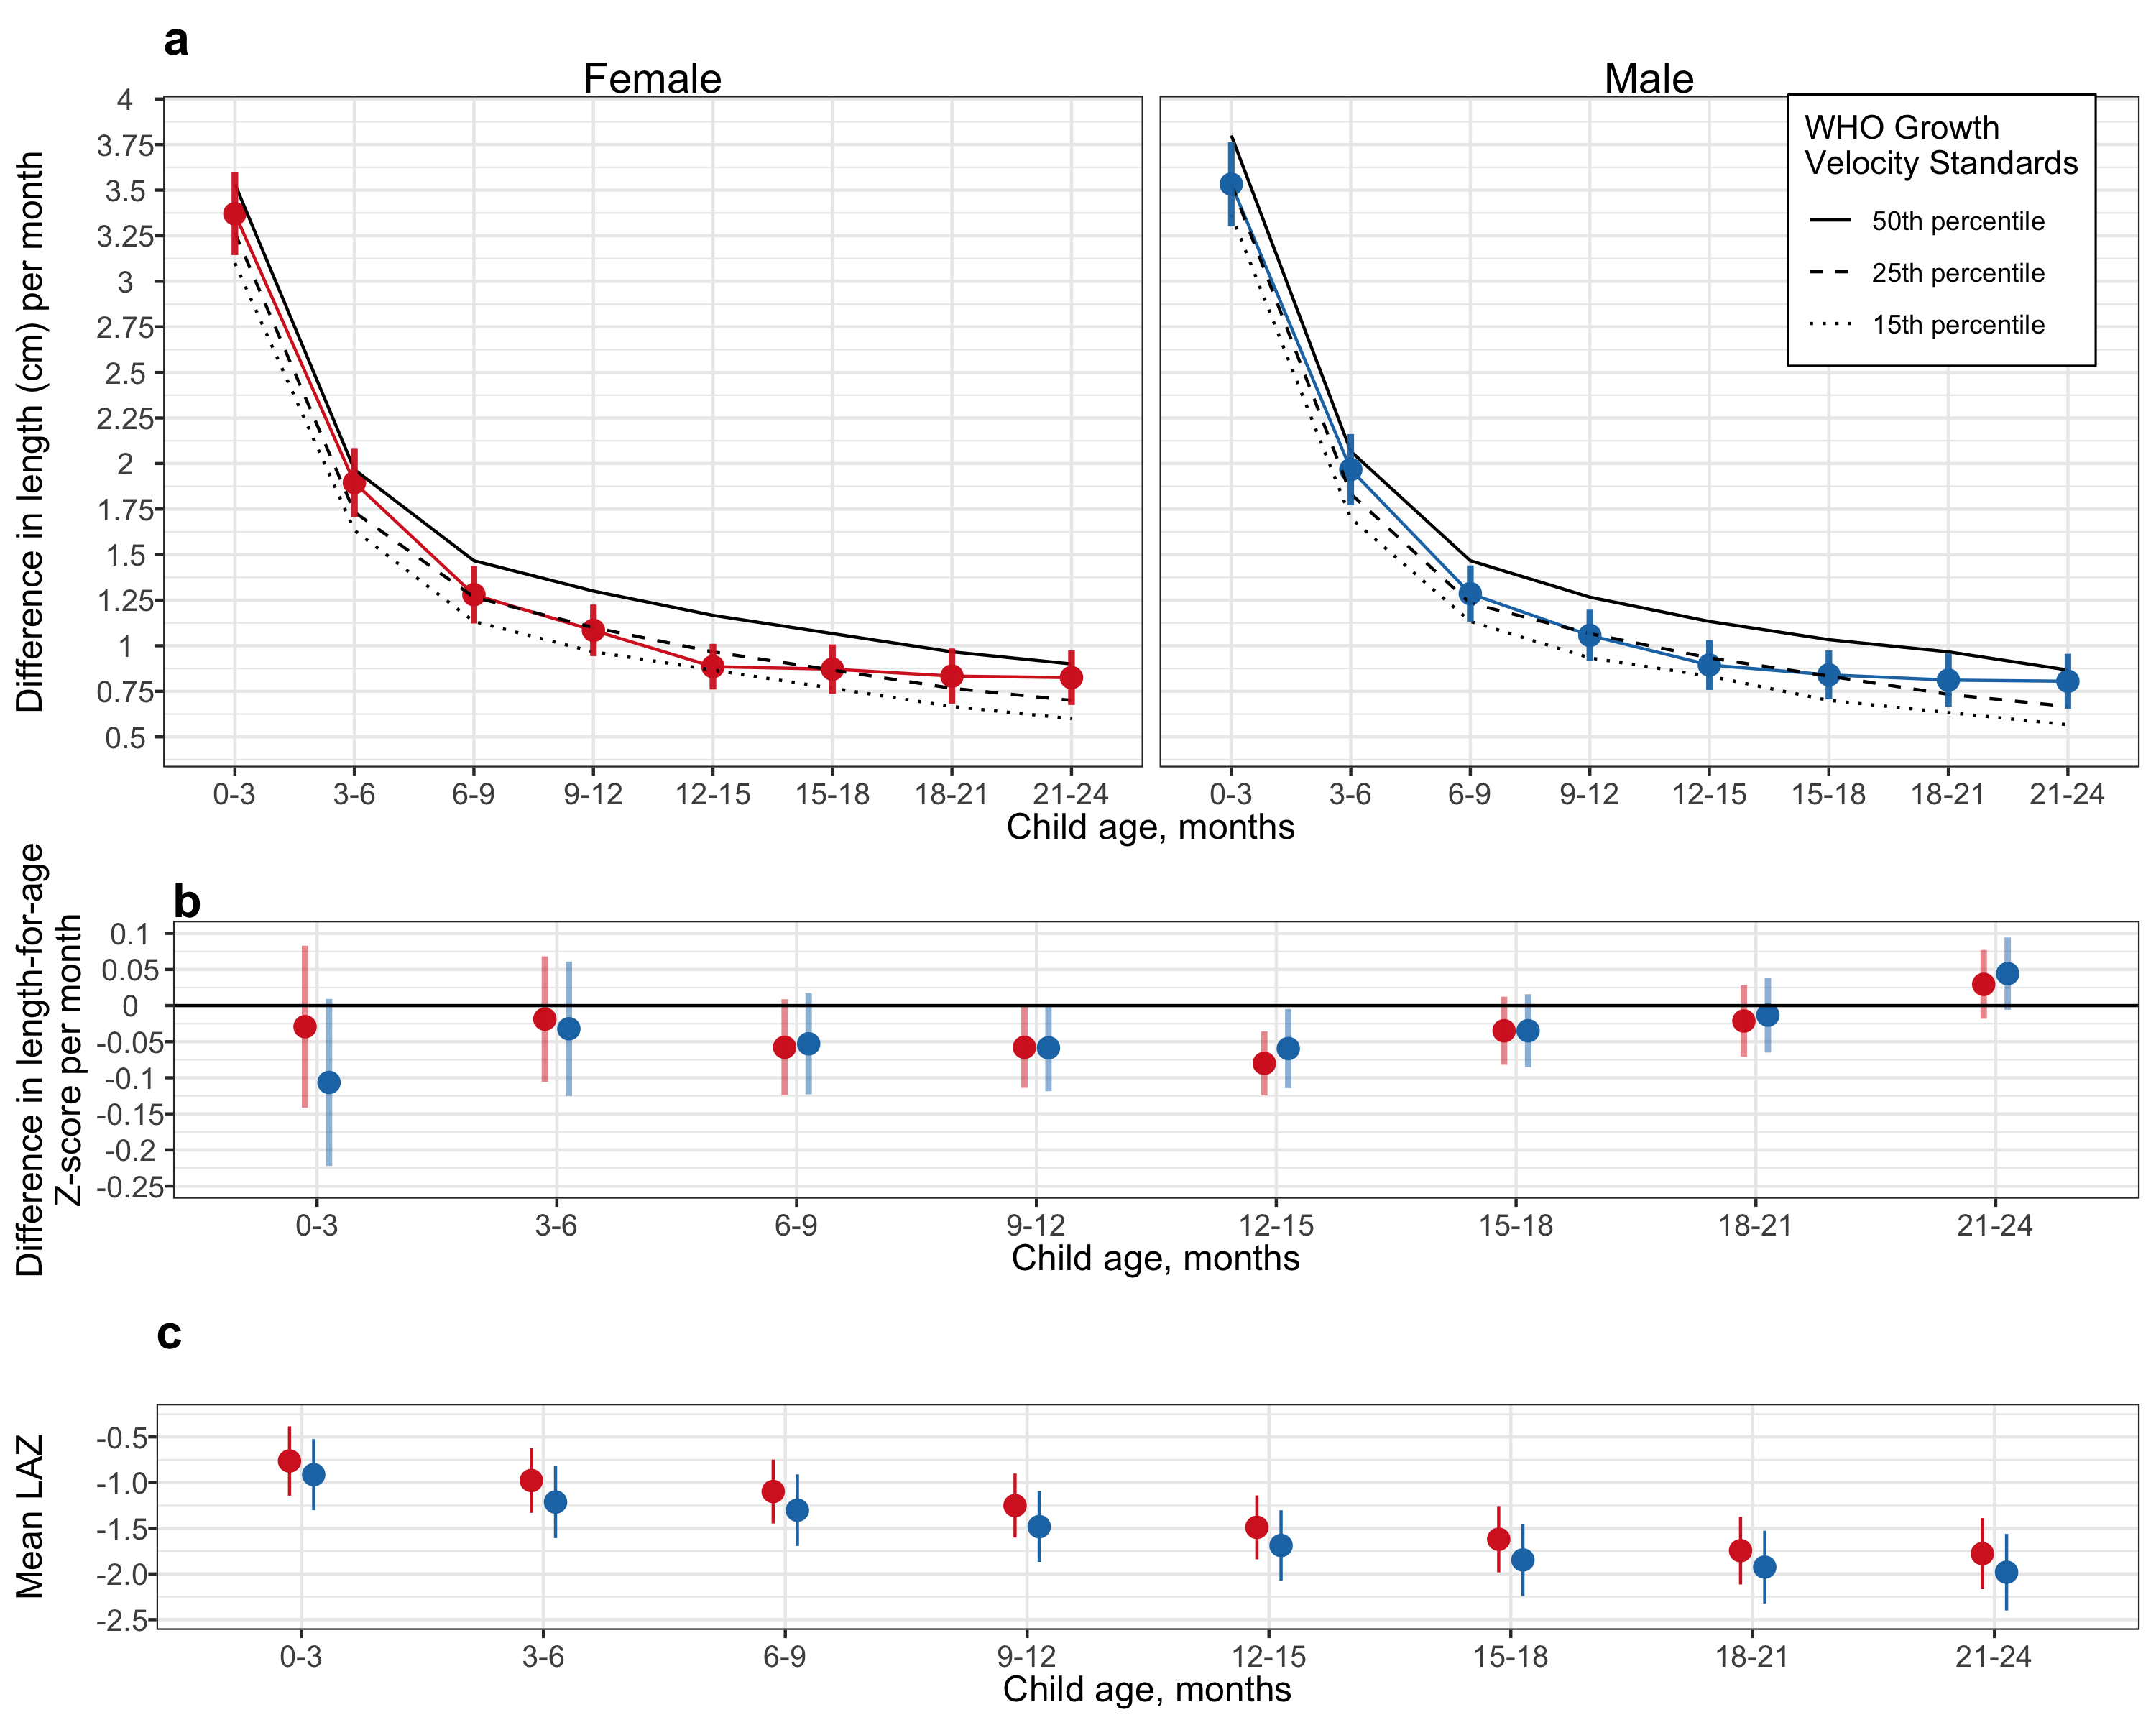 a
Female
Male
Difference in length (cm) per month
4
3.75
3.5
3.25
3
2.75
2.5
2.25
2
1.75
1.5
1.25
1
0.75
0.5
WHO Growth
Velocity Standards
50th percentile
25th percentile
15th percentile
0-3 3-6 6-9 9-12 12-15 15-18 18-21 21-24
0-3 3-6 6-9 9-12 12-15 15-18 18-21 21-24
Child age, months
b
Difference in length-for-age
Z-score per month
0.1
0.05
0
-0.05
-0.1
-0.15
-0.2
-0.25
0-3 3-6 6-9 9-12 12-15 15-18 18-21 21-24
Child age, months
c
Mean LAZ
-0.5
-1.0
-1.5
-2.0
-2.5
0-3 3-6 6-9 9-12 12-15 15-18 18-21 21-24
Child age, months